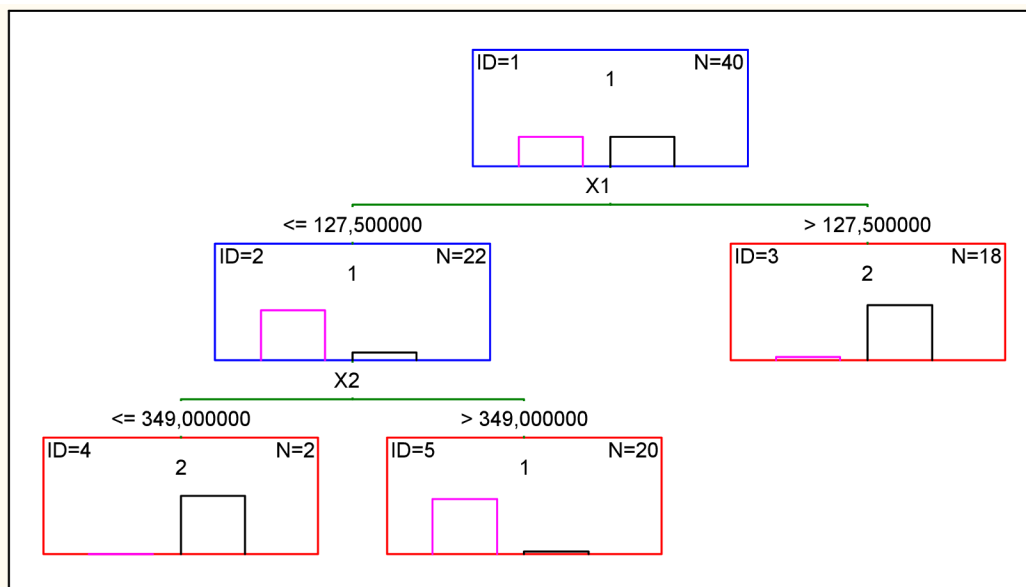 ID=1 N=40
1
X1
<= 127,500000 > 127,500000
ID=2 N=22 ID=3 N=18
1 2
X2
<= 349,000000 > 349,000000
ID=4 N=2 ID=5 N=20
2 1